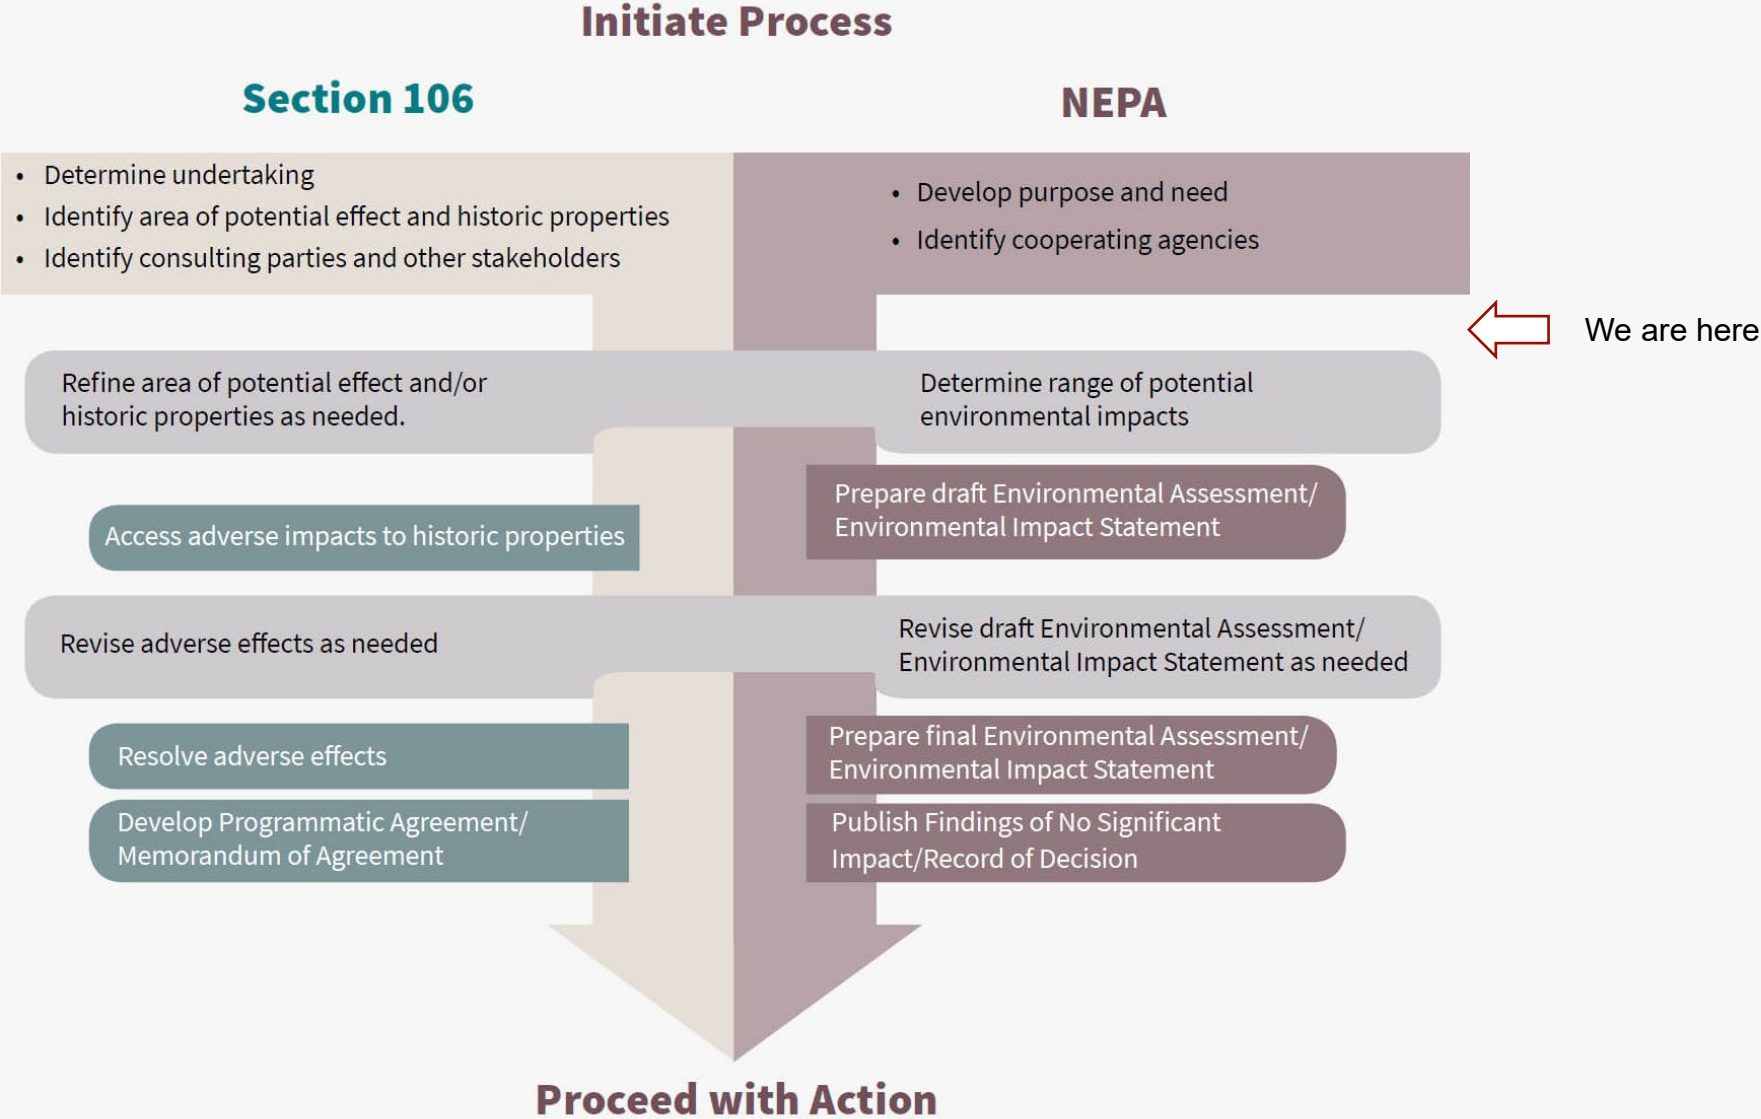 Initiate Process
Section 106
NEPA
• Determine undertaking
• Identify area of potential effect and historic properties
• Identify consulting parties and other stakeholders
• Develop purpose and need
• Identify cooperating agencies
We are here
Refine area of potential effect and/or
historic properties as needed.
Determine range of potential
environmental impacts
Access adverse impacts to historic properties
Prepare draft Environmental Assessment/
Environmental Impact Statement
Revise adverse effects as needed
Revise draft Environmental Assessment/
Environmental Impact Statement as needed
Resolve adverse effects
Prepare final Environmental Assessment/
Environmental Impact Statement
Develop Programmatic Agreement/
Memorandum of Agreement
Publish Findings of No Significant
Impact/Record of Decision
Proceed with Action